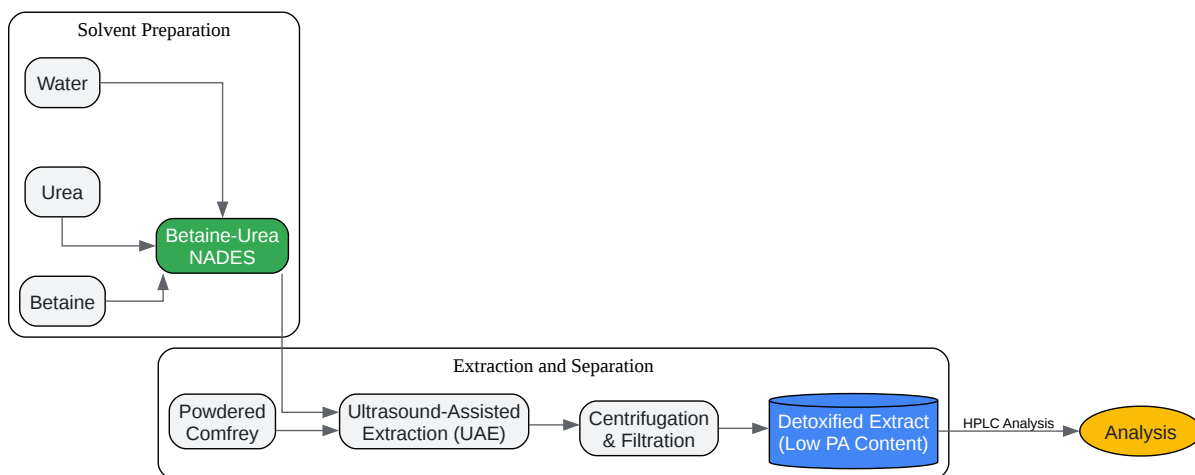 Solvent Preparation
Water
Urea
Betaine-Urea
NADES
Betaine
Extraction and Separation
Powdered
Comfrey
Ultrasound-Assisted
Extraction (UAE)
Centrifugation
& Filtration
Detoxified Extract
(Low PA Content)
HPLC Analysis
Analysis